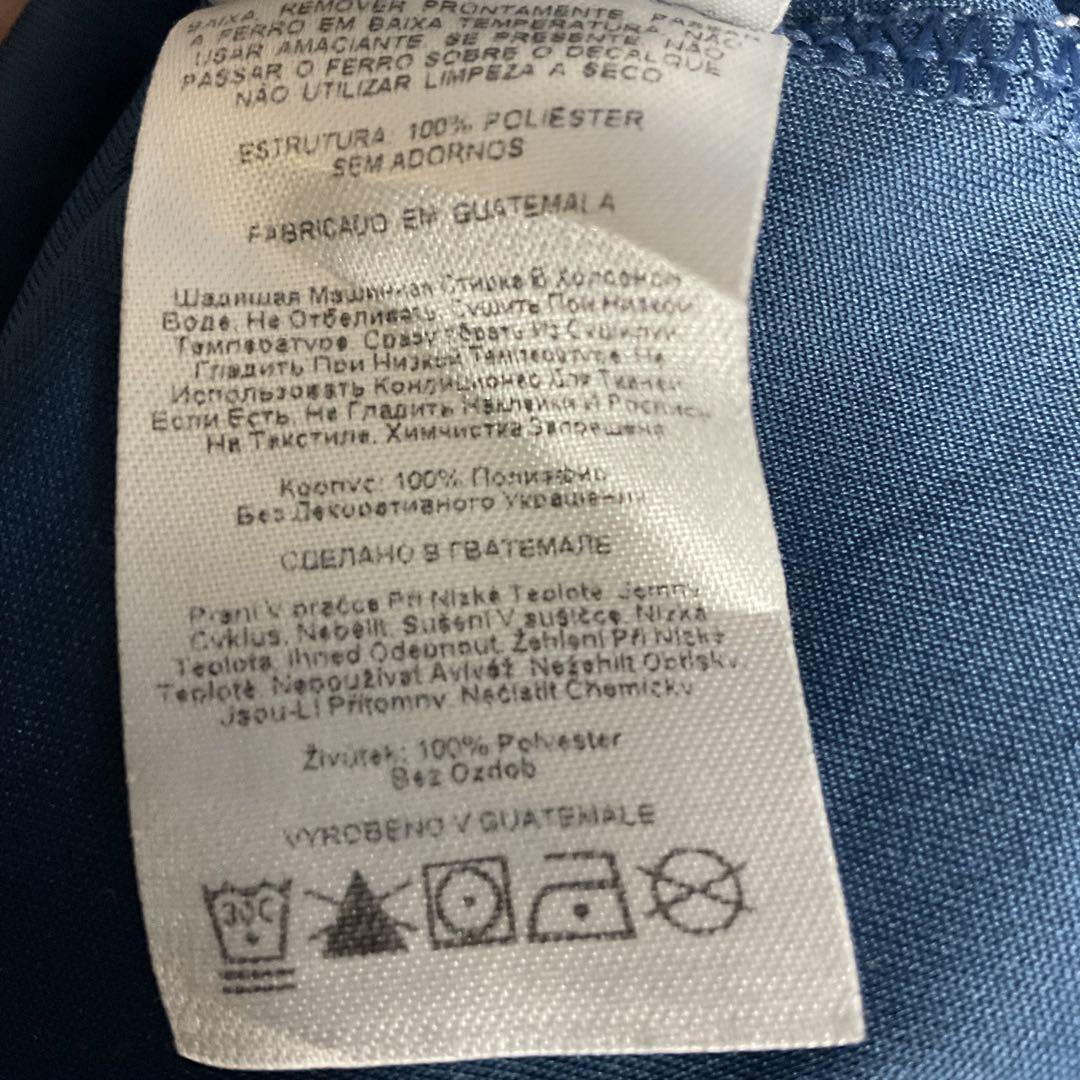 BAIXA, REMOVER PRONTAMENTE, PASSAR
A FERRO EM BAIXA TEMPERATURA, NÃO
USAR AMACIANTE, SE PRESENTE, NÃO
PASSAR O FERRO SOBRE O DECALQUE
NÃO UTILIZAR LIMPEZA A SECO
ESTRUTURA: 100% POLIESTER
SEM ADORNOS
FABRICADO EM GUATEMALA
Щадящая Машинная Стирка В Холодной
Воде, Не Отбеливать, Сушить При Низкой
Температуре, Сразу Убрать Из Сушилки,
Гладить При Низкой Температуре, Не
Использовать Кондиционер Для Тканей
Если Есть, Не Гладить Наклейки И Роспись
На Текстиле, Химчистка Запрещена
Корпус: 100% Полиэфир
Без Декоративного Украшения
СДЕЛАНО В ГВАТЕМАЛЕ
Praní V pračce Při Nízké Teplotě, Jemný
Cyklus, Nebělit, Sušení V sušičce, Nízká
Teplota, Ihned Odebnout, Žehlení Při Nízké
Teplotě, Nepoužívat Aviváž, Nežehlit Obtisky
Jsou-Li Přítomny, Nečistit Chemicky
Živůtek: 100% Polyester
Bez Ozdob
VYROBENO V GUATEMALE
30C